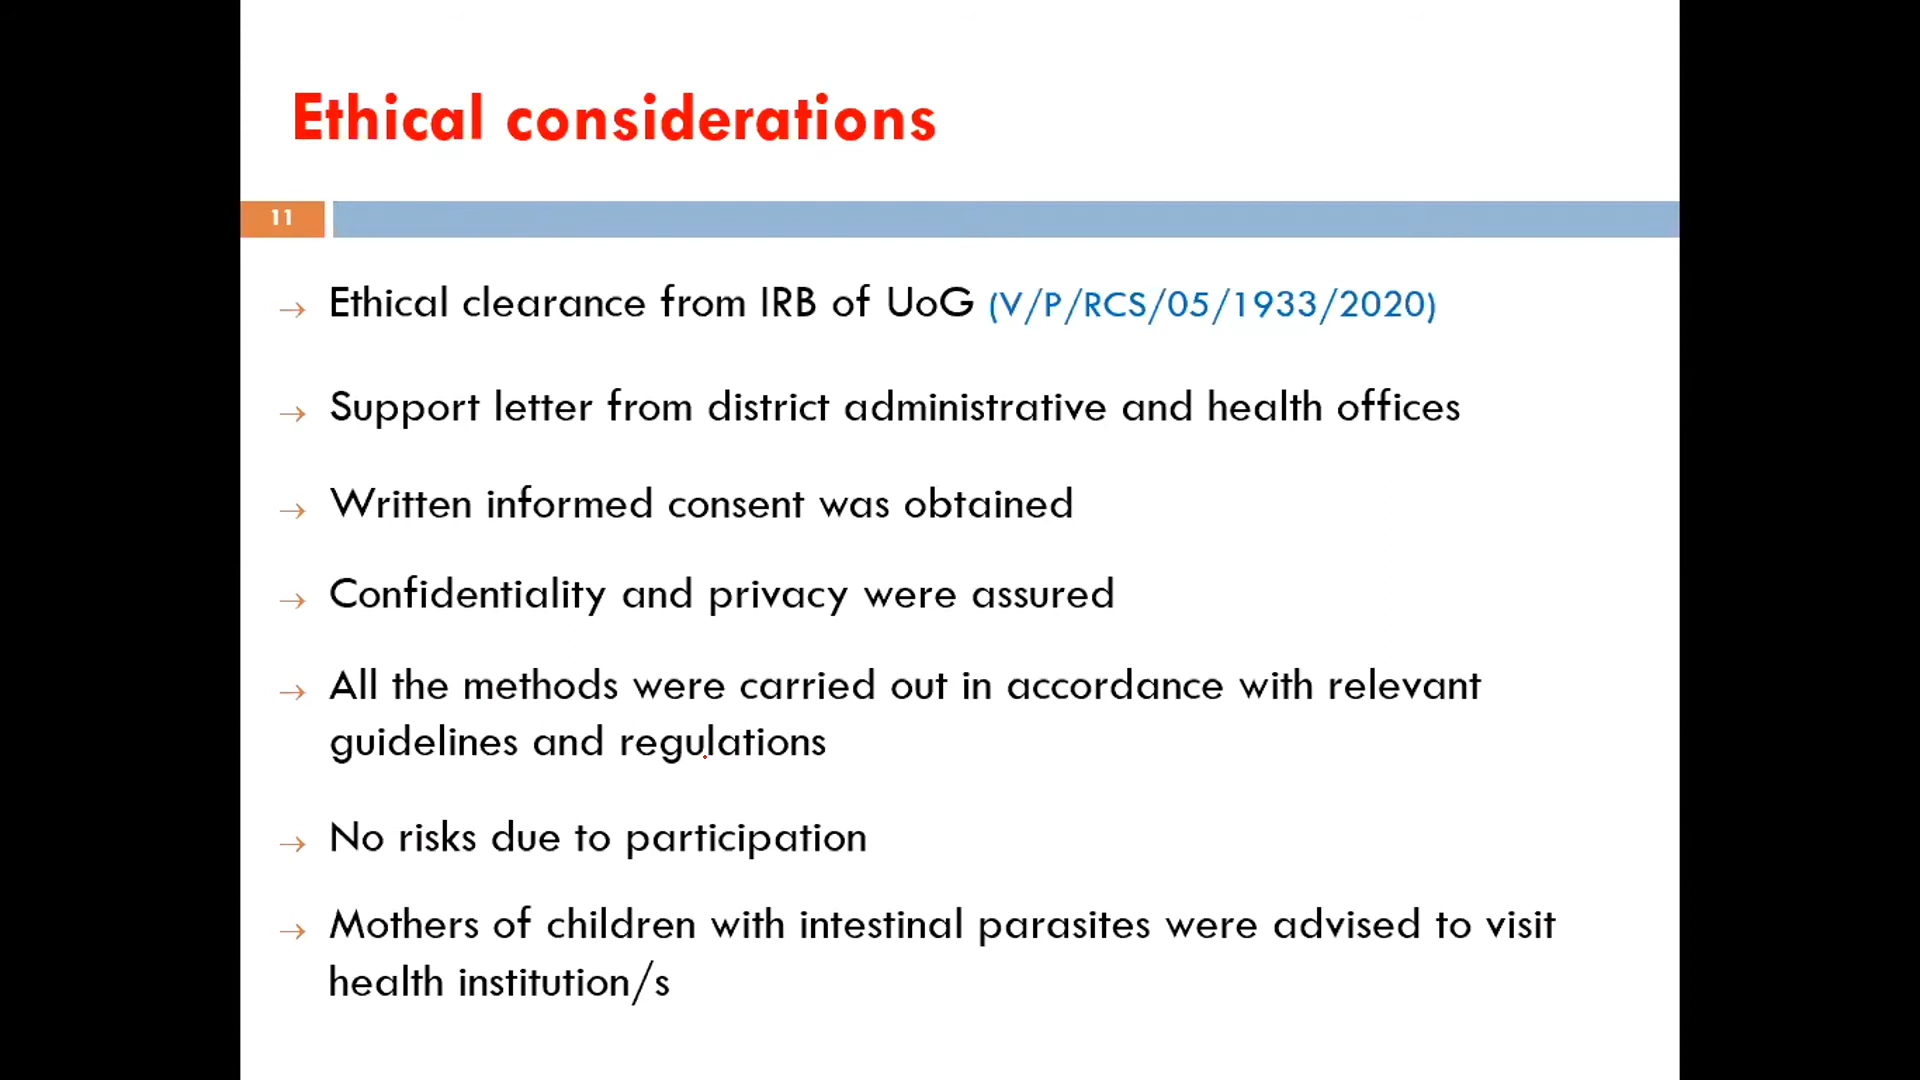 Ethical considerations
11
→ Ethical clearance from IRB of UoG (V/P/RCS/05/1933/2020)
→ Support letter from district administrative and health offices
→ Written informed consent was obtained
→ Confidentiality and privacy were assured
→ All the methods were carried out in accordance with relevant
guidelines and regulations
→ No risks due to participation
→ Mothers of children with intestinal parasites were advised to visit
health institution/s